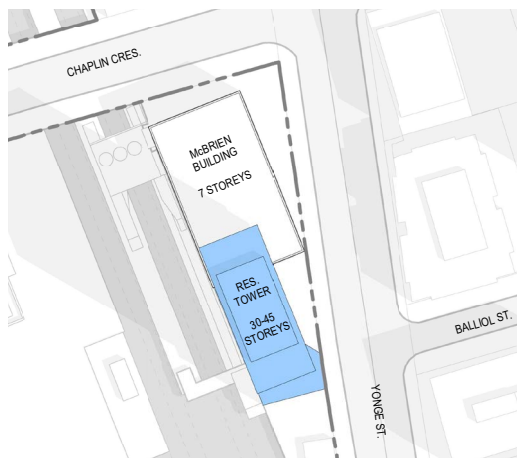 CHAPLIN CRES.
McBRIEN
BUILDING
7 STOREYS
RES.
TOWER
30-45
STOREYS
BALLIOL ST.
YONGE ST.